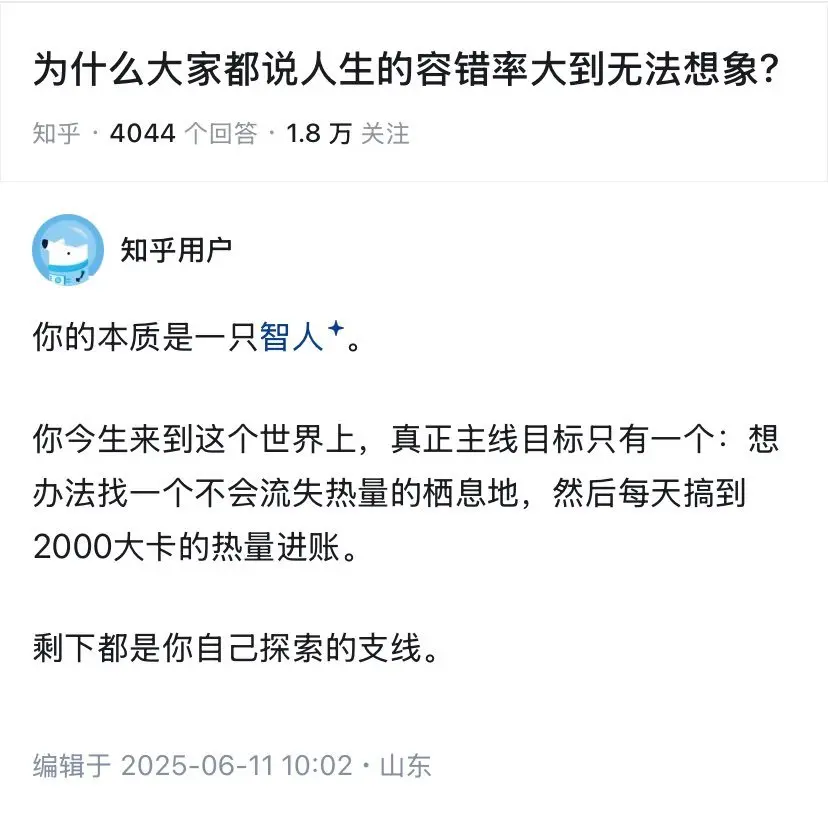 为什么大家都说人生的容错率大到无法想象?
知乎 · 4044 个回答 · 1.8 万 关注
知乎用户
你的本质是一只智人。
你今生来到这个世界上，真正主线目标只有一个：想
办法找一个不会流失热量的栖息地，然后每天搞到
2000大卡的热量进账。
剩下都是你自己探索的支线。
编辑于 2025-06-11 10:02 · 山东